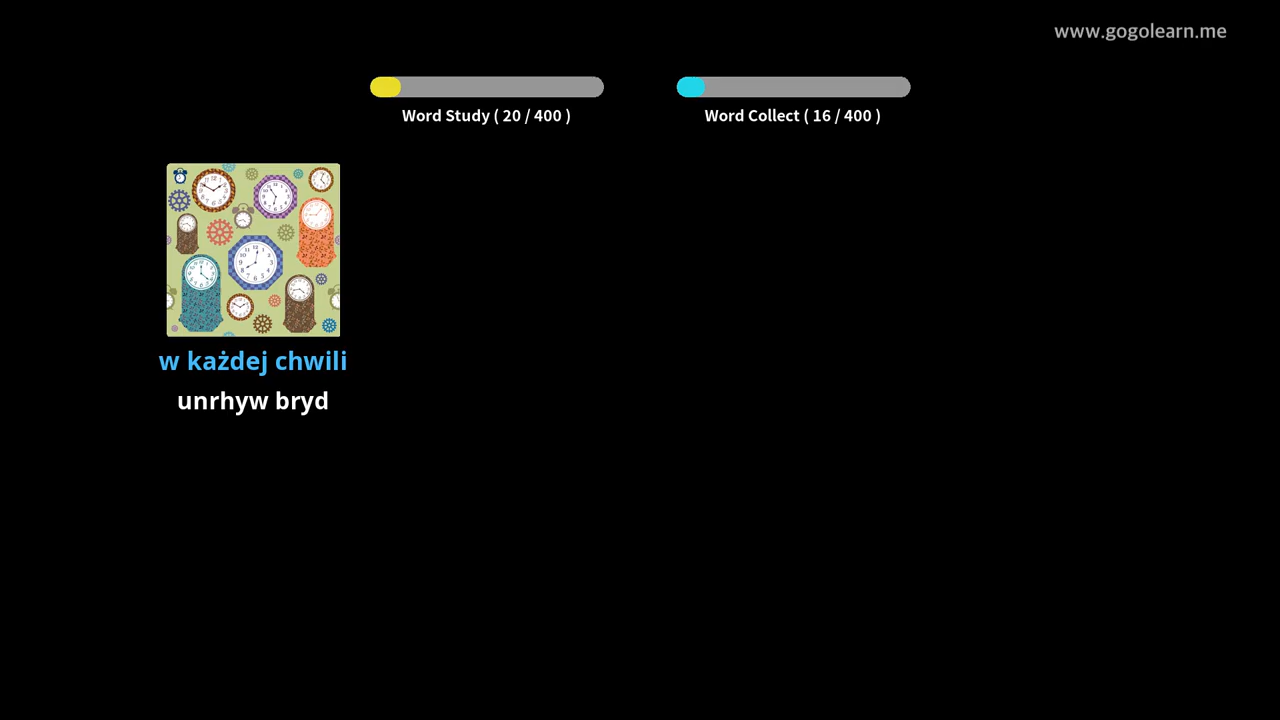 www.gogolearn.me
Word Study ( 20 / 400 )
Word Collect ( 16 / 400 )
w każdej chwili
unrhyw bryd